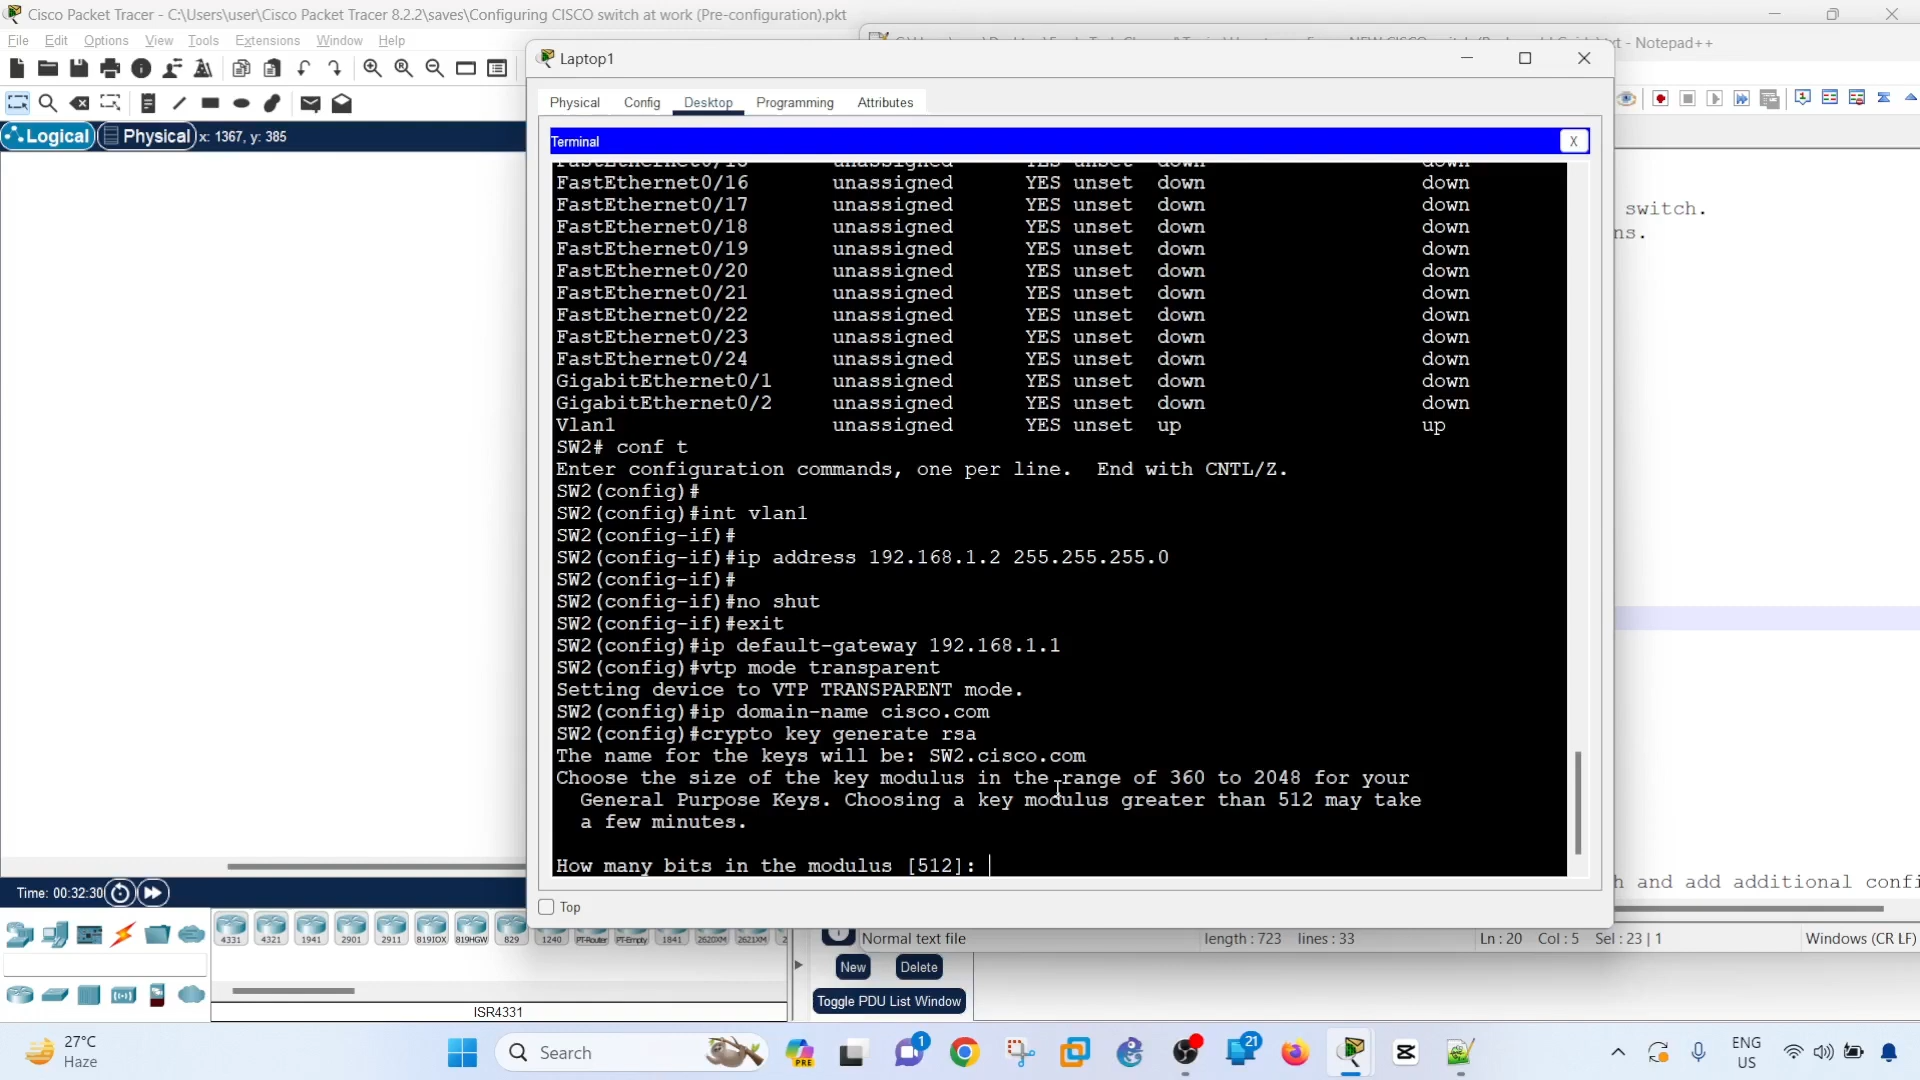 Cisco Packet Tracer - C:\Users\user\Cisco Packet Tracer 8.2.2\saves\Configuring CISCO switch at work (Pre-configuration).pkt
File Edit Options View Tools Extensions Window Help
txt - Notepad++
Laptop1
Physical Config Desktop Programming Attributes
Logical Physical x: 1367, y: 385
Terminal X
FastEthernet0/16 unassigned YES unset down down
FastEthernet0/17 unassigned YES unset down down
FastEthernet0/18 unassigned YES unset down down
FastEthernet0/19 unassigned YES unset down down
FastEthernet0/20 unassigned YES unset down down
FastEthernet0/21 unassigned YES unset down down
FastEthernet0/22 unassigned YES unset down down
FastEthernet0/23 unassigned YES unset down down
FastEthernet0/24 unassigned YES unset down down
GigabitEthernet0/1 unassigned YES unset down down
GigabitEthernet0/2 unassigned YES unset down down
Vlan1 unassigned YES unset up up
SW2# conf t
Enter configuration commands, one per line. End with CNTL/Z.
SW2(config)#
SW2(config)#int vlan1
SW2(config-if)#
SW2(config-if)#ip address 192.168.1.2 255.255.255.0
SW2(config-if)#
SW2(config-if)#no shut
SW2(config-if)#exit
SW2(config)#ip default-gateway 192.168.1.1
SW2(config)#vtp mode transparent
Setting device to VTP TRANSPARENT mode.
SW2(config)#ip domain-name cisco.com
SW2(config)#crypto key generate rsa
The name for the keys will be: SW2.cisco.com
Choose the size of the key modulus in the range of 360 to 2048 for your
General Purpose Keys. Choosing a key modulus greater than 512 may take
a few minutes.
How many bits in the modulus [512]:
switch.
ns.
h and add additional confi
Top
Time: 00:32:30
4331 4321 1941 2901 2911 819IOX 819HGW 829 1240 PT-Router PT-Empty 1841 2620XM 2621XM 2
Normal text file length : 723 lines : 33 Ln : 20 Col : 5 Sel : 23 | 1 Windows (CR LF)
New Delete
Toggle PDU List Window
ISR4331
27°C
Haze
Search
PRE
1
21
ENG
US